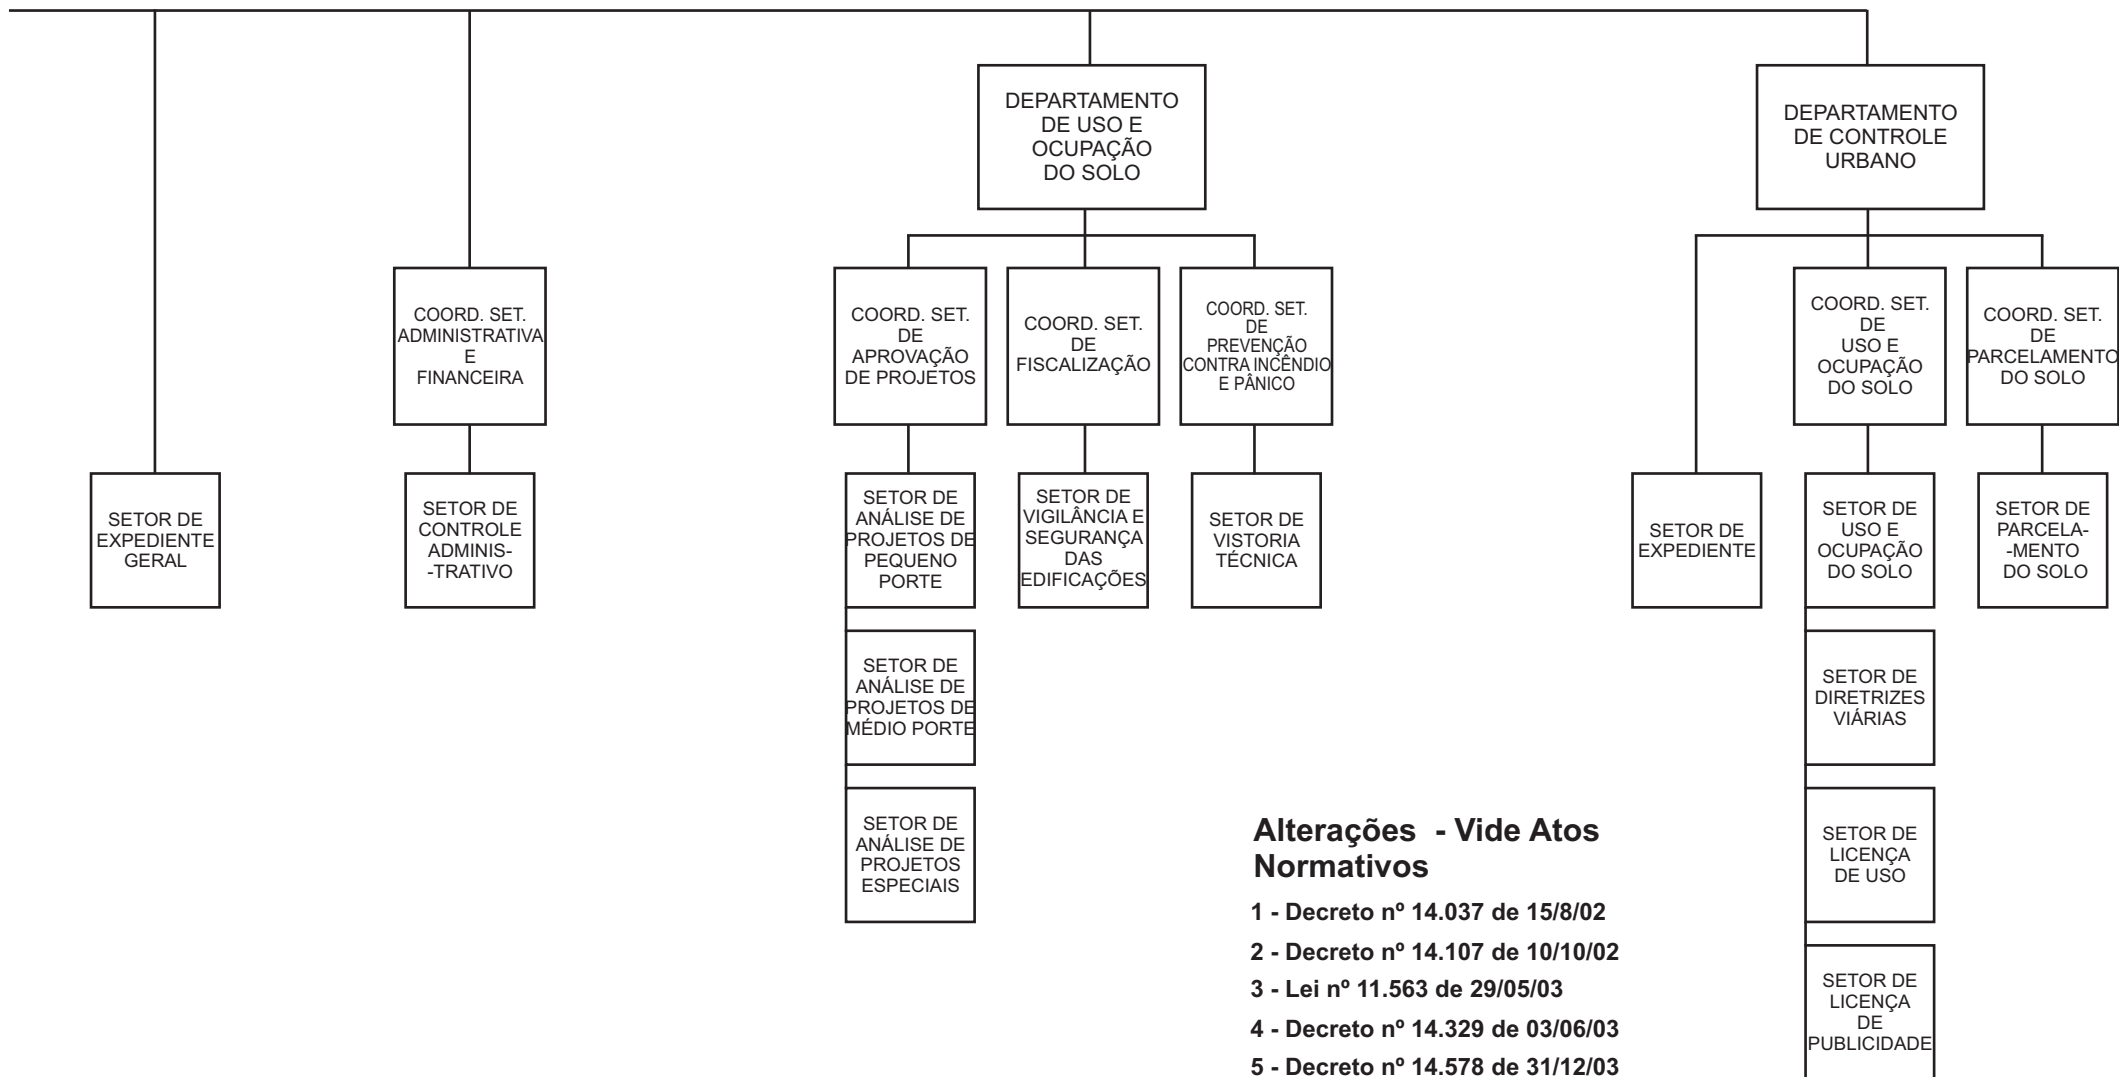 DEPARTAMENTO
DE USO E
OCUPAÇÃO
DO SOLO
DEPARTAMENTO
DE CONTROLE
URBANO
COORD. SET.
ADMINISTRATIVA
E
FINANCEIRA
COORD. SET.
DE
APROVAÇÃO
DE PROJETOS
COORD. SET.
DE
FISCALIZAÇÃO
COORD. SET.
DE
PREVENÇÃO
CONTRA INCÊNDIO
E PÂNICO
COORD. SET.
DE
USO E
OCUPAÇÃO
DO SOLO
COORD. SET.
DE
PARCELAMENTO
DO SOLO
SETOR DE
EXPEDIENTE
GERAL
SETOR DE
CONTROLE
ADMINIS-
-TRATIVO
SETOR DE
ANÁLISE DE
PROJETOS DE
PEQUENO
PORTE
SETOR DE
VIGILÂNCIA E
SEGURANÇA
DAS
EDIFICAÇÕES
SETOR DE
VISTORIA
TÉCNICA
SETOR DE
EXPEDIENTE
SETOR DE
USO E
OCUPAÇÃO
DO SOLO
SETOR DE
PARCELA-
-MENTO
DO SOLO
SETOR DE
ANÁLISE DE
PROJETOS DE
MÉDIO PORTE
SETOR DE
DIRETRIZES
VIÁRIAS
SETOR DE
ANÁLISE DE
PROJETOS
ESPECIAIS
SETOR DE
LICENÇA
DE USO
SETOR DE
LICENÇA
DE
PUBLICIDADE
Alterações - Vide Atos
Normativos
1 - Decreto nº 14.037 de 15/8/02
2 - Decreto nº 14.107 de 10/10/02
3 - Lei nº 11.563 de 29/05/03
4 - Decreto nº 14.329 de 03/06/03
5 - Decreto nº 14.578 de 31/12/03